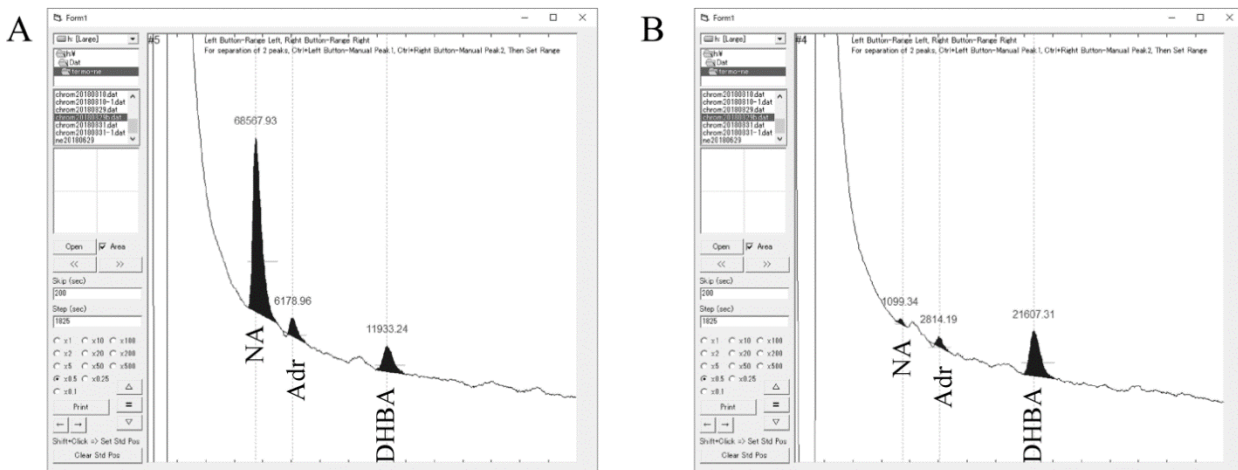 A
Form1
h: [Large]
h:¥
Dat
termo-ne
chrom20180810.dat
chrom20180810-1.dat
chrom20180829.dat
chrom20180829b.dat
chrom20180831.dat
chrom20180831-1.dat
ne20180629
Open
Area
<<
>>
Skip (sec)
200
Step (sec)
1825
x1 x10 x100
x2 x20 x200
x5 x50 x500
x0.5 x0.25
x0.1
Print
Shift+Click => Set Std Pos
Clear Std Pos
#5
Left Button-Range Left, Right Button-Range Right
For separation of 2 peaks, Ctrl+Left Button-Manual Peak1, Ctrl+Right Button-Manual Peak2, Then Set Range
68567.93
6178.96
11933.24
NA
Adr
DHBA
B
Form1
h: [Large]
h:¥
Dat
termo-ne
chrom20180810.dat
chrom20180810-1.dat
chrom20180829.dat
chrom20180829b.dat
chrom20180831.dat
chrom20180831-1.dat
ne20180629
Open
Area
<<
>>
Skip (sec)
200
Step (sec)
1825
x1 x10 x100
x2 x20 x200
x5 x50 x500
x0.5 x0.25
x0.1
Print
Shift+Click => Set Std Pos
Clear Std Pos
#4
Left Button-Range Left, Right Button-Range Right
For separation of 2 peaks, Ctrl+Left Button-Manual Peak1, Ctrl+Right Button-Manual Peak2, Then Set Range
1099.34
2814.19
21607.31
NA
Adr
DHBA